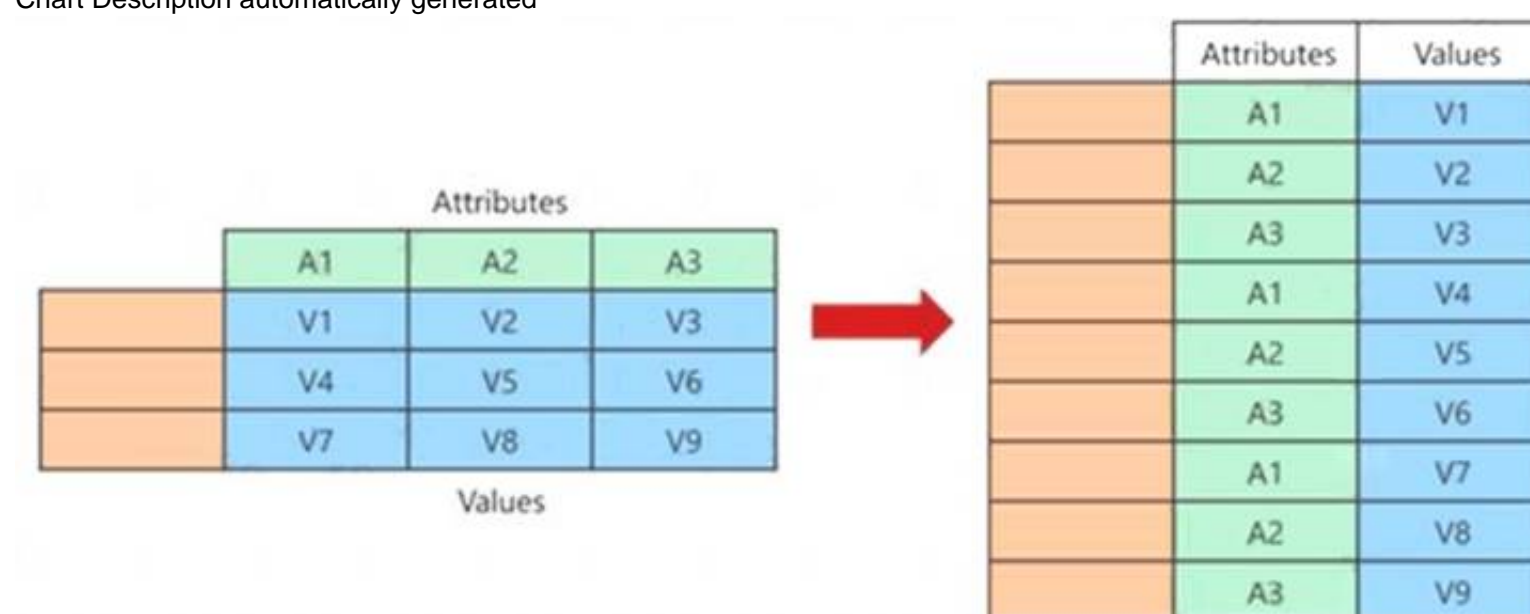 Chart Description automatically generated
Attributes
A1 A2 A3
V1 V2 V3
V4 V5 V6
V7 V8 V9
Values
Attributes Values
A1 V1
A2 V2
A3 V3
A1 V4
A2 V5
A3 V6
A1 V7
A2 V8
A3 V9